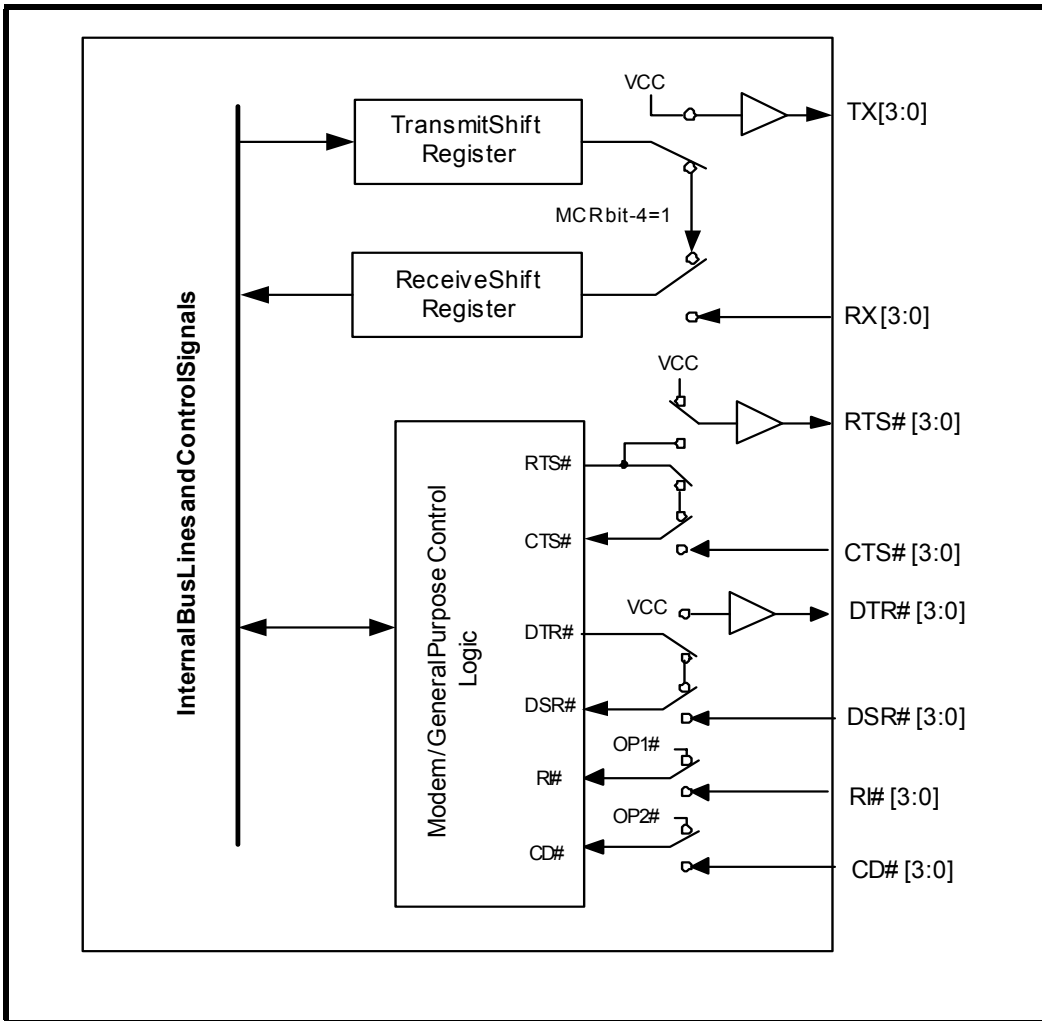 VCC
TX[3:0]
TransmitShift
Register
MCRbit-4=1
ReceiveShift
Register
RX[3:0]
InternalBusLinesandControlSignals
VCC
RTS# [3:0]
RTS#
CTS#
CTS# [3:0]
Modem/GeneralPurpose Control
Logic
VCC
DTR# [3:0]
DTR#
DSR#
DSR# [3:0]
OP1#
RI#
RI# [3:0]
OP2#
CD#
CD# [3:0]